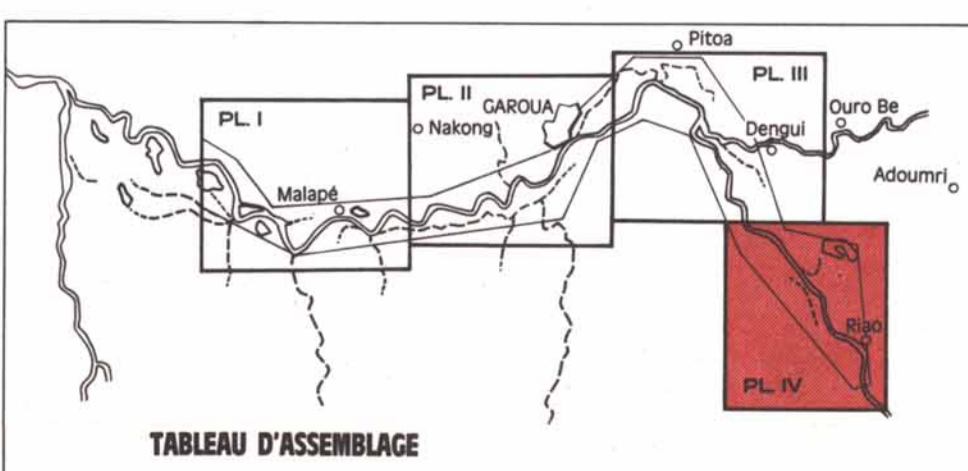 Pitoa
PL. III
PL. II
GAROUA
Ouro Be
PL. I
Nakong
Dengui
Malapé
Adoumri
Riao
PL. IV
TABLEAU D'ASSEMBLAGE